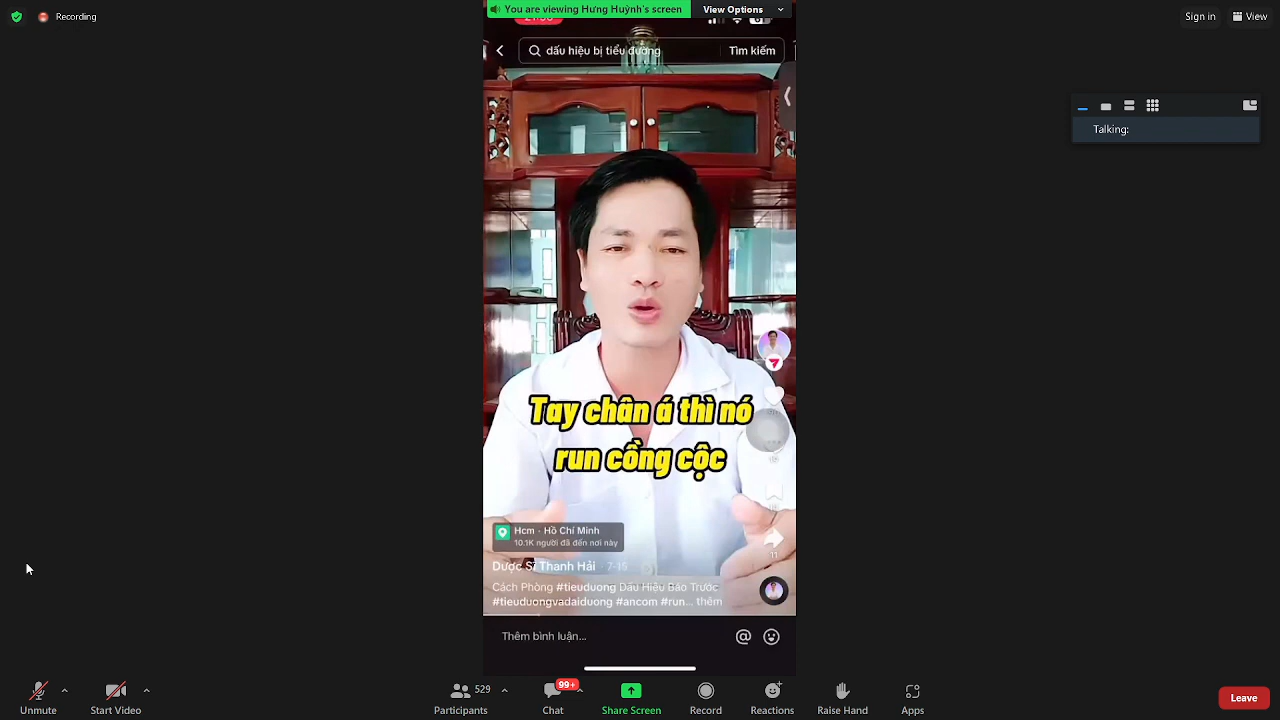 Recording
You are viewing Hưng Huỳnh's screen
View Options
Sign in
View
dấu hiệu bị tiểu đường
Tìm kiếm
Talking:
Tay chân á thì nó
run cồng cộc
Hcm · Hồ Chí Minh
10.1K người đã đến nơi này
Dược Sĩ Thanh Hải · 7-15
Cách Phòng #tieuduong Dấu Hiệu Báo Trước
#tieuduongvadaiduong #ancom #run... thêm
11
Thêm bình luận...
Unmute
Start Video
529
Participants
99+
Chat
Share Screen
Record
Reactions
Raise Hand
Apps
Leave